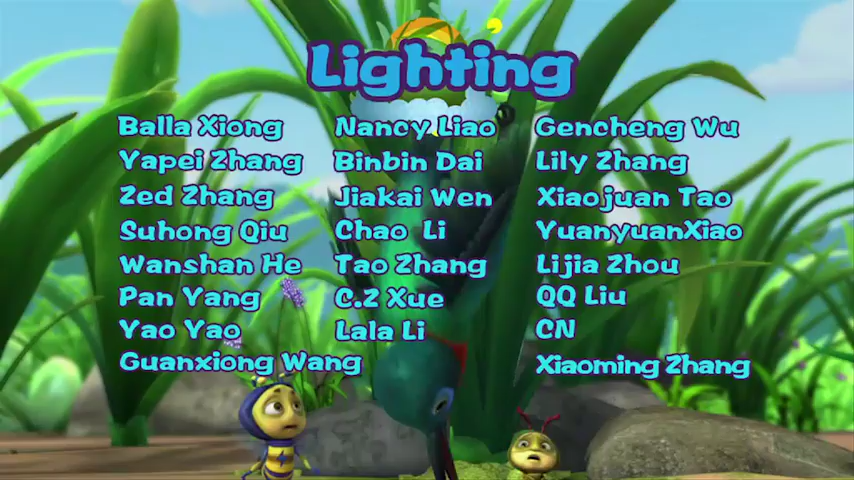 Lighting
Balla Xiong Nancy Liao Gencheng Wu
Yapei Zhang Binbin Dai Lily Zhang
Zed Zhang Jiakai Wen Xiaojuan Tao
Suhong Qiu Chao Li YuanyuanXiao
Wanshan He Tao Zhang Lijia Zhou
Pan Yang C.Z Xue QQ Liu
Yao Yao Lala Li CN
Guanxiong Wang Xiaoming Zhang